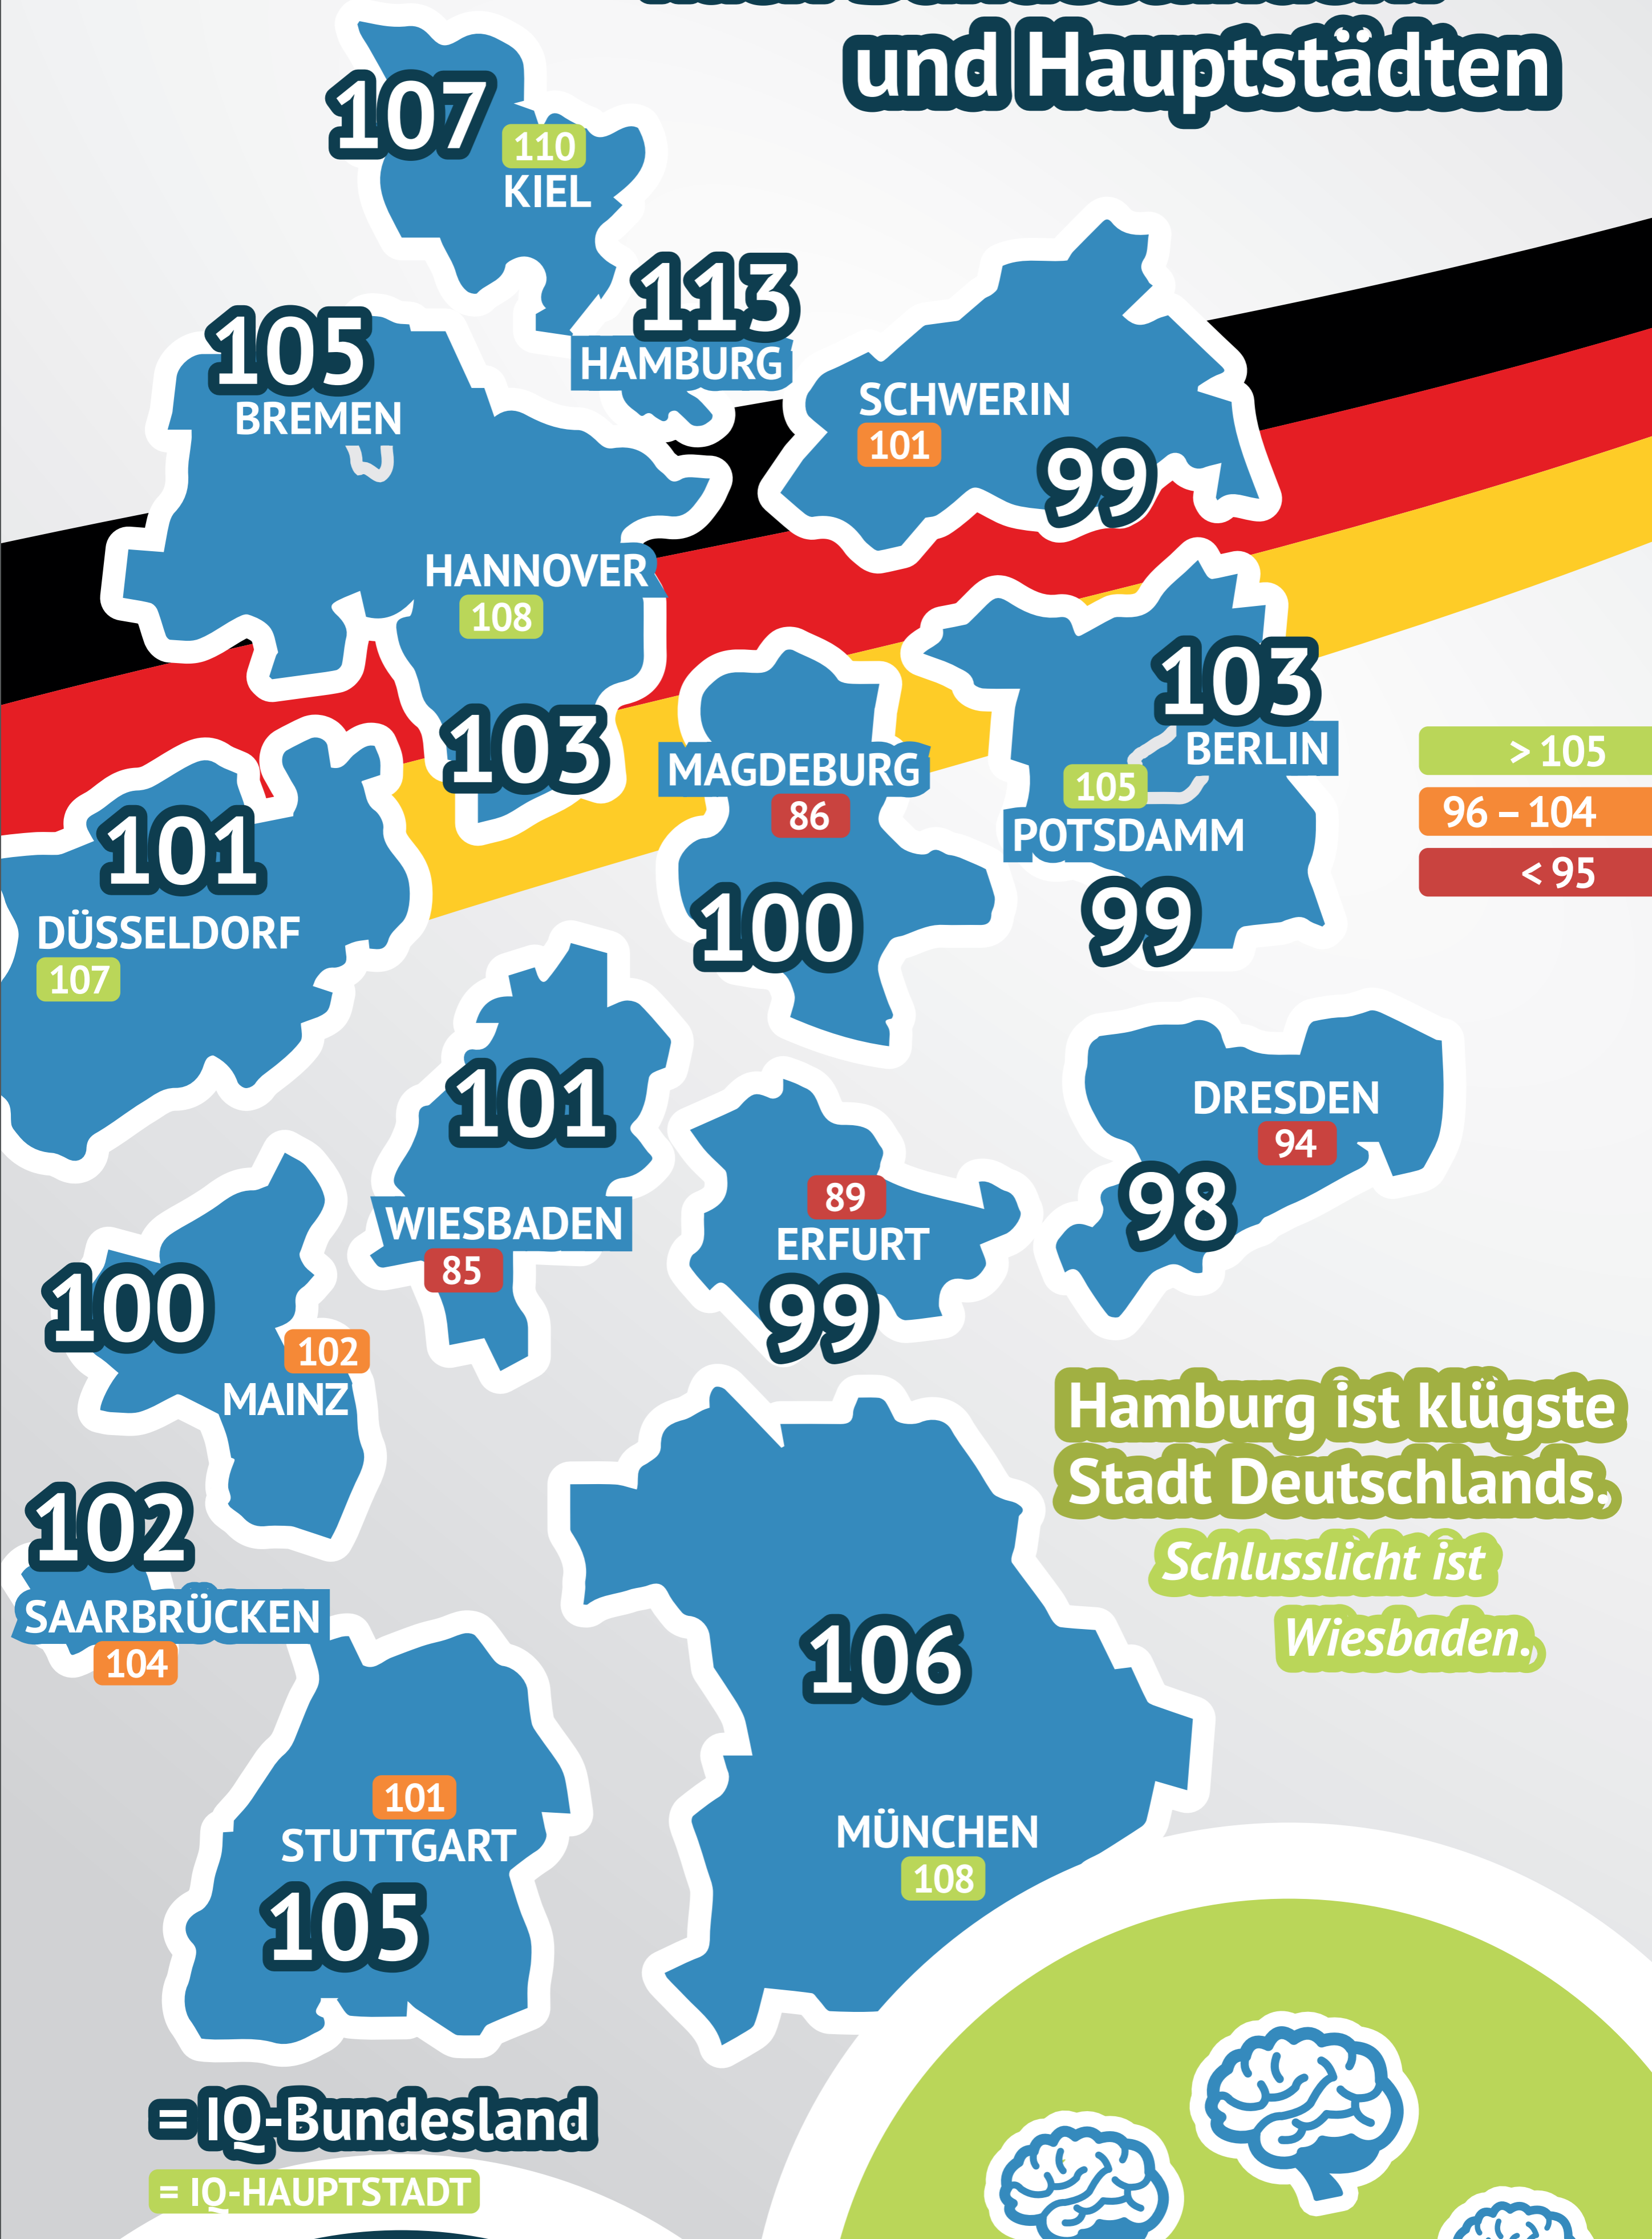 und Hauptstädten
107
110
KIEL
113
HAMBURG
105
BREMEN
SCHWERIN
101
99
HANNOVER
108
103
103
BERLIN
105
POTSDAMM
99
MAGDEBURG
86
100
> 105
96 – 104
< 95
101
DÜSSELDORF
107
101
WIESBADEN
85
DRESDEN
94
98
89
ERFURT
99
100
102
MAINZ
Hamburg ist klügste
Stadt Deutschlands.
Schlusslicht ist
Wiesbaden.
102
SAARBRÜCKEN
104
106
MÜNCHEN
108
101
STUTTGART
105
= IQ-Bundesland
= IQ-HAUPTSTADT